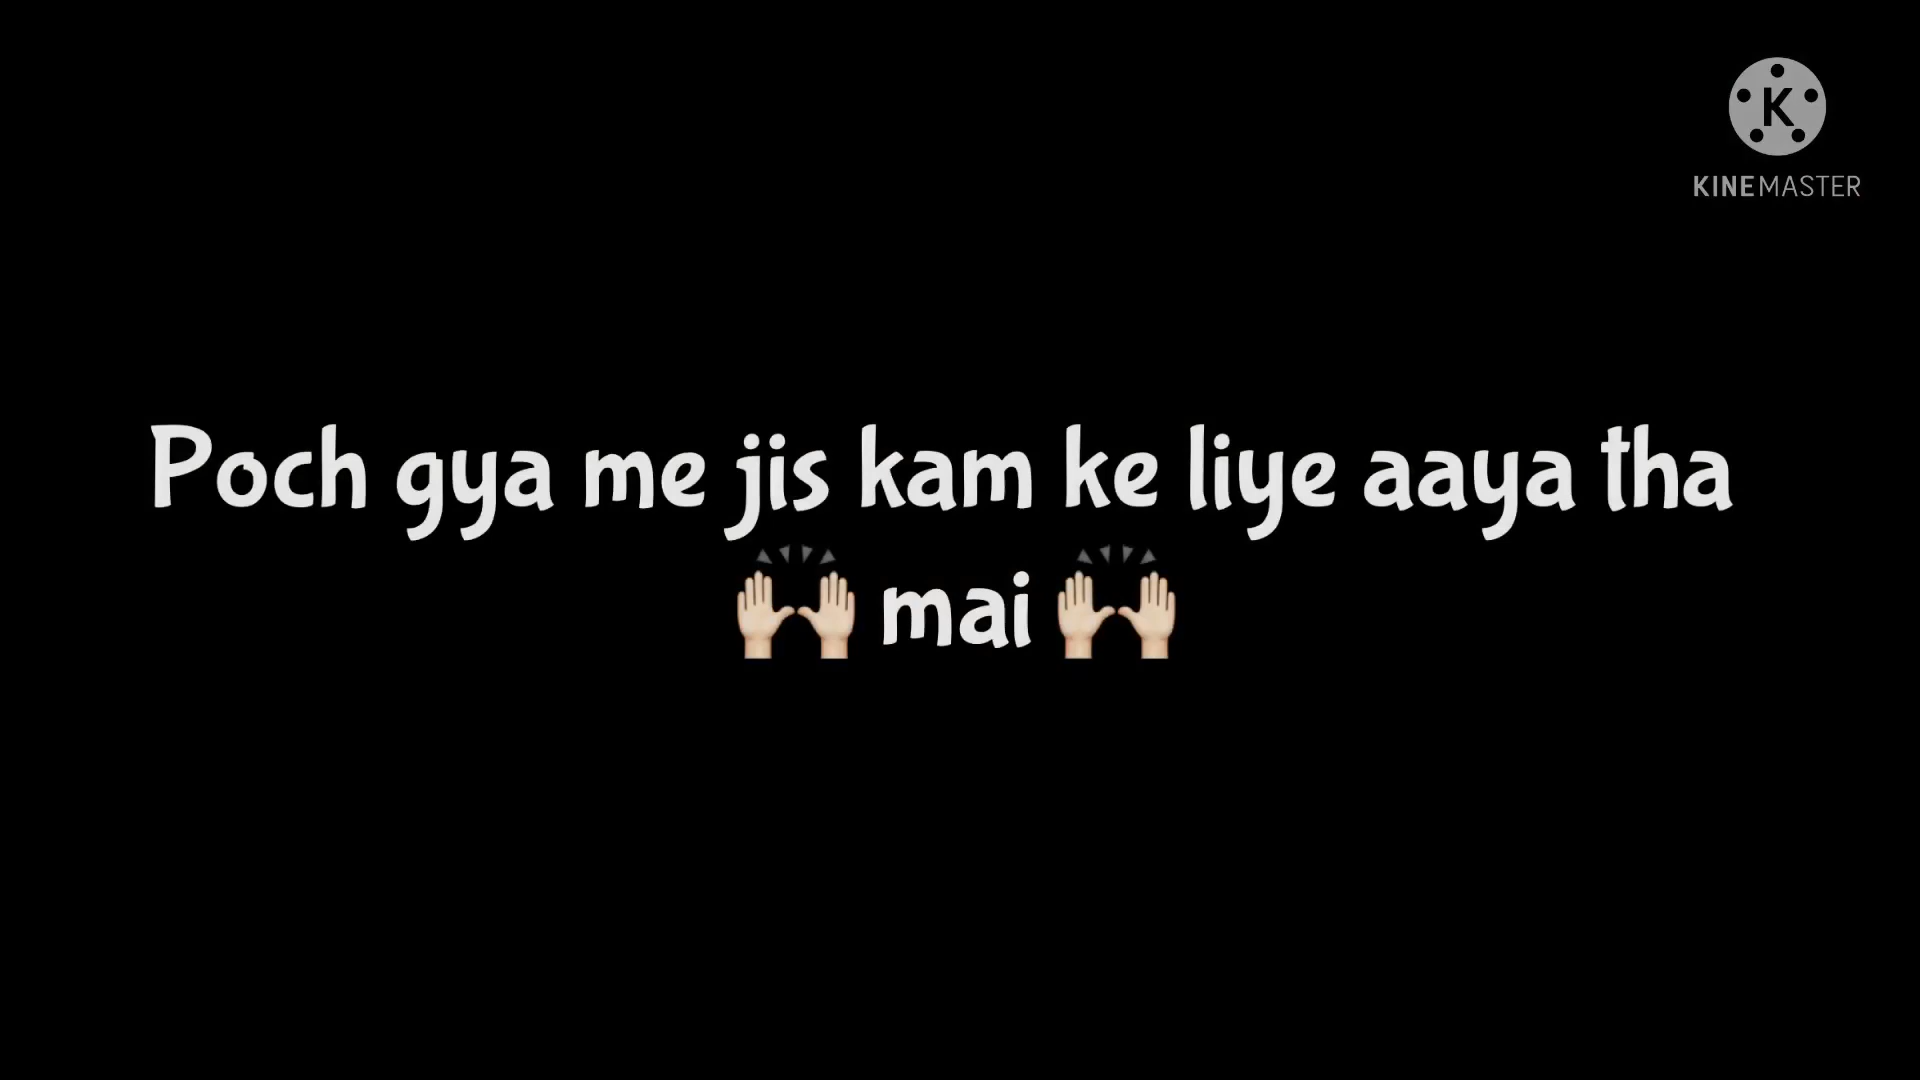 KINEMASTER
Poch gya me jis kam ke liye aaya tha
🙌🏻 mai 🙌🏻